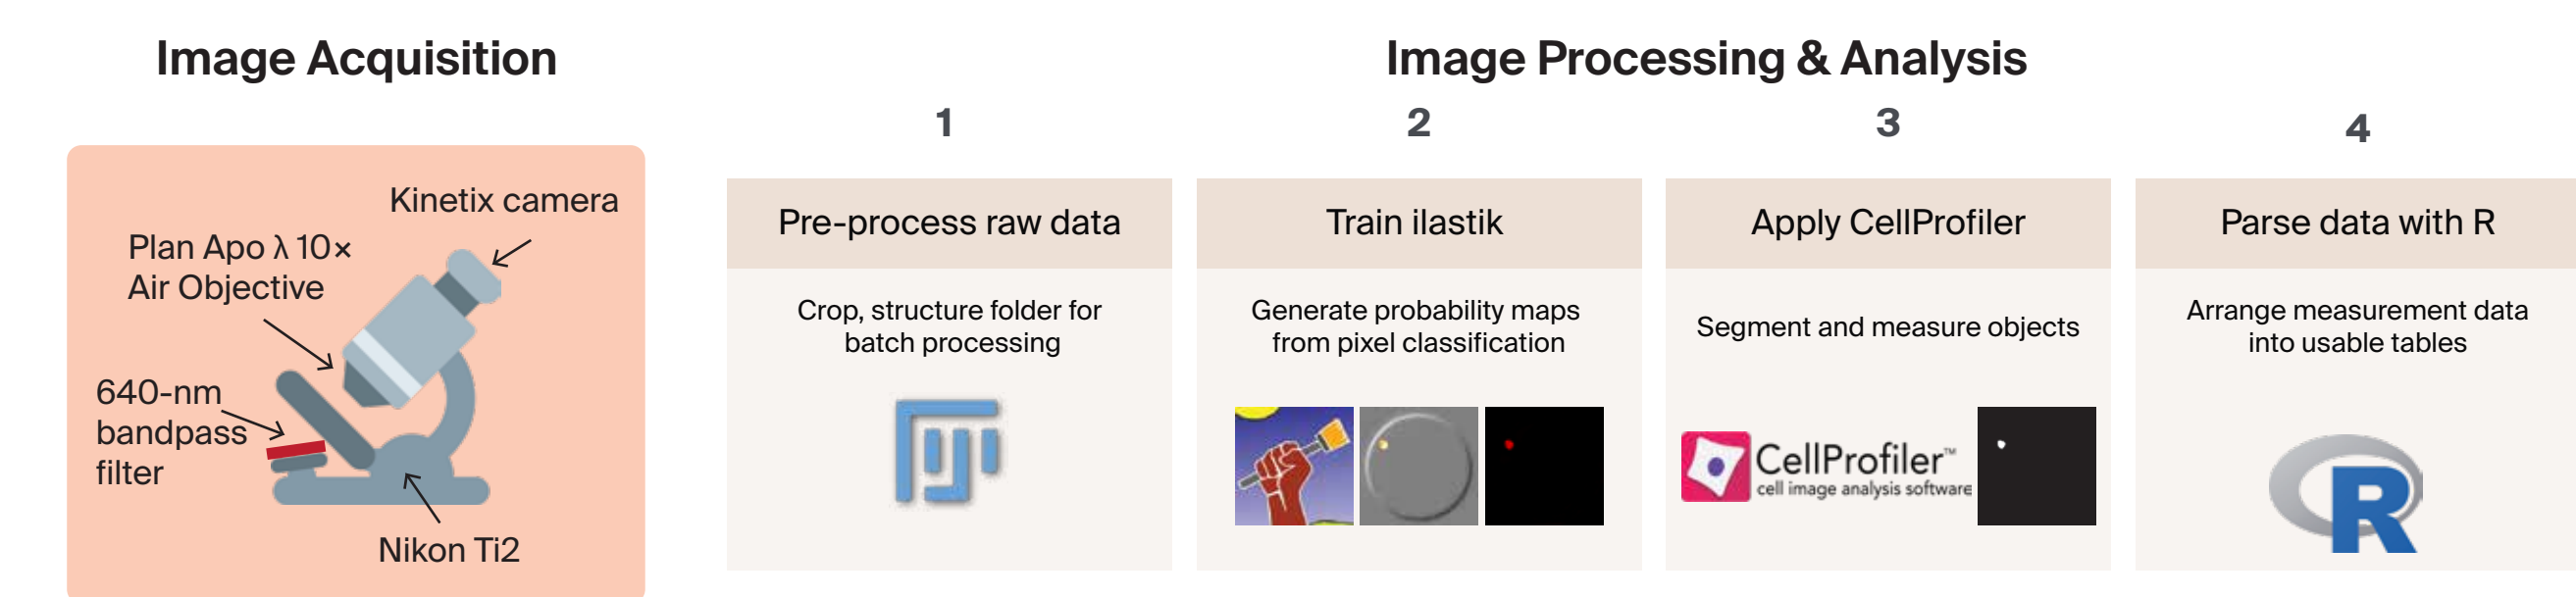 Image Acquisition
Kinetix camera
Plan Apo λ 10×
Air Objective
640-nm
bandpass
filter
Nikon Ti2
Image Processing & Analysis
1
Pre-process raw data
Crop, structure folder for
batch processing
2
Train ilastik
Generate probability maps
from pixel classification
3
Apply CellProfiler
Segment and measure objects
CellProfiler™
cell image analysis software
4
Parse data with R
Arrange measurement data
into usable tables
R